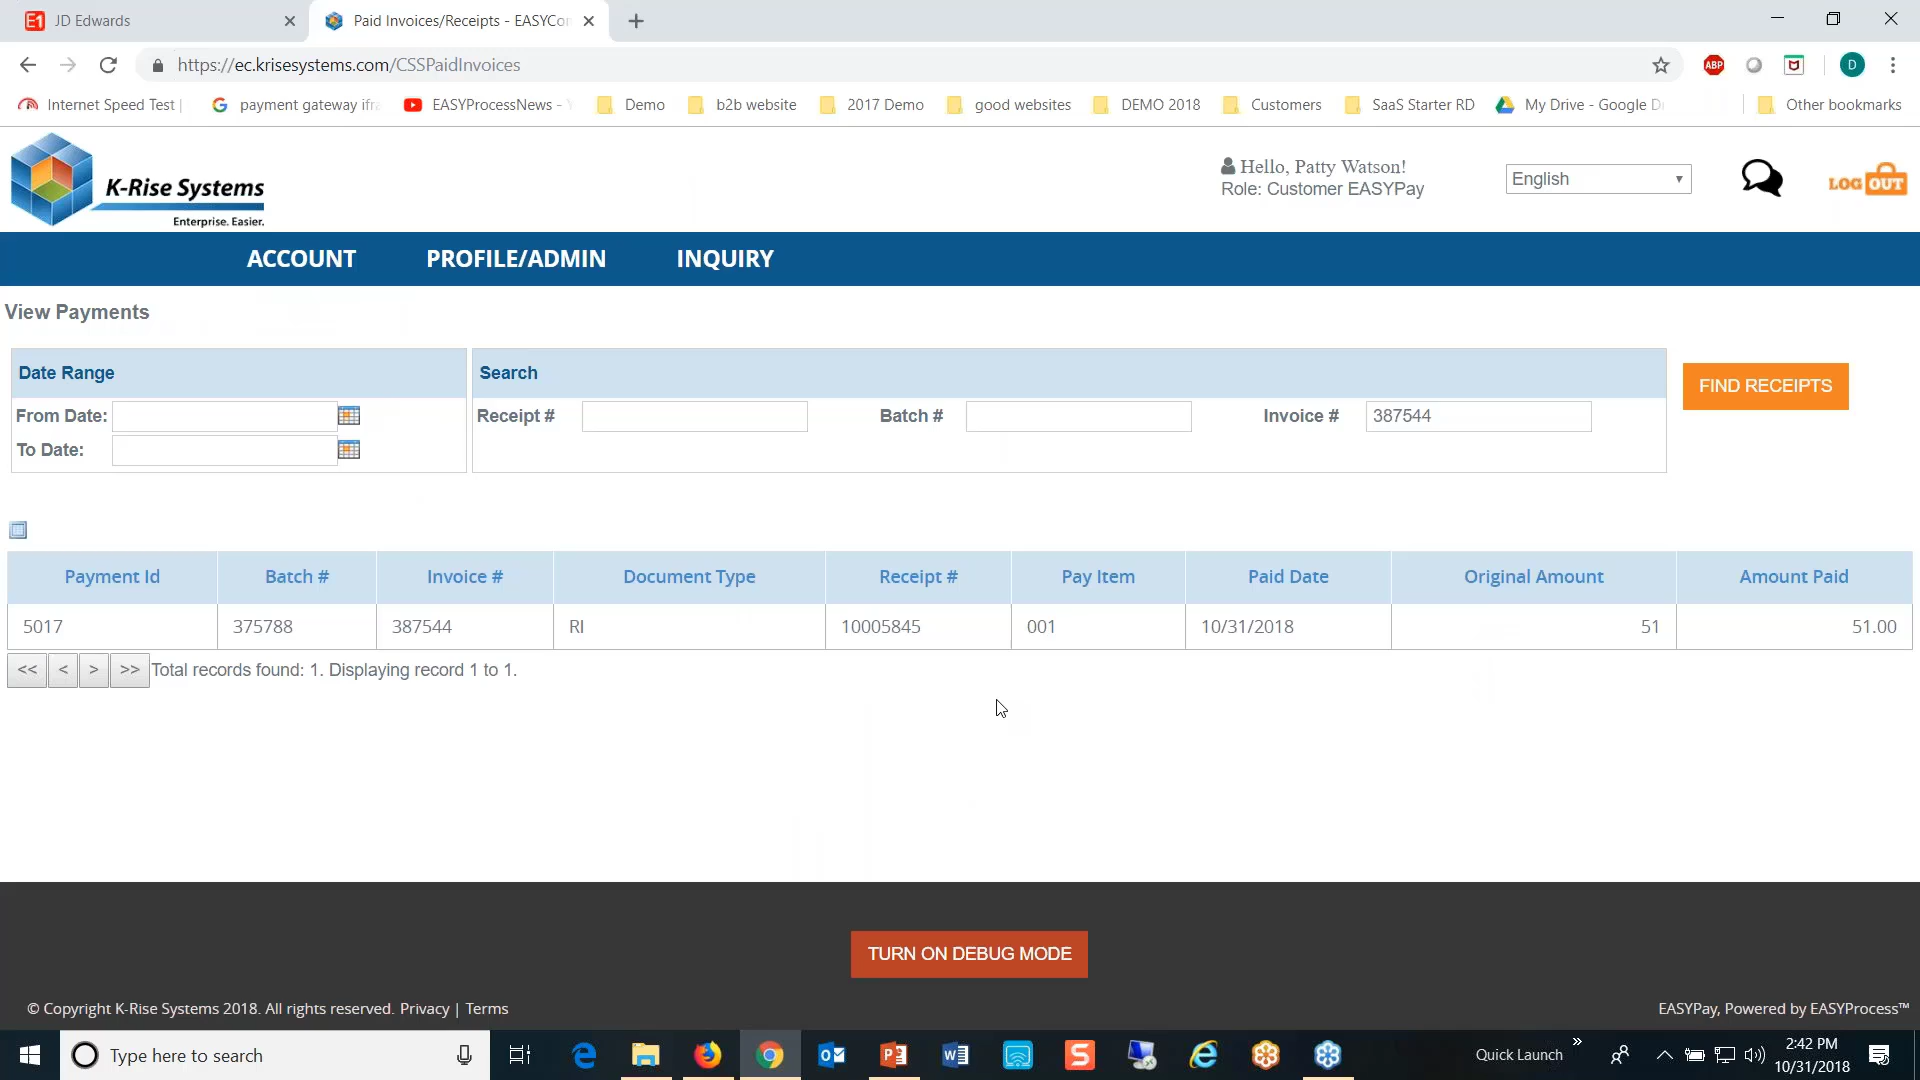 E1 JD Edwards
Paid Invoices/Receipts - EASYCo
https://ec.krisesystems.com/CSSPaidInvoices
ABP
D
Internet Speed Test |
payment gateway ifra
EASYProcessNews -
Demo
b2b website
2017 Demo
good websites
DEMO 2018
Customers
SaaS Starter RD
My Drive - Google D
Other bookmarks
K-Rise Systems
Enterprise. Easier.
Hello, Patty Watson!
Role: Customer EASYPay
English
LOG OUT
ACCOUNT PROFILE/ADMIN INQUIRY
View Payments
Date Range
Search
From Date:
Receipt #
Batch #
Invoice # 387544
FIND RECEIPTS
To Date:
Payment Id Batch # Invoice # Document Type Receipt # Pay Item Paid Date Original Amount Amount Paid
5017 375788 387544 RI 10005845 001 10/31/2018 51 51.00
<< < > >> Total records found: 1. Displaying record 1 to 1.
TURN ON DEBUG MODE
© Copyright K-Rise Systems 2018. All rights reserved. Privacy | Terms
EASYPay, Powered by EASYProcess™
Type here to search
Quick Launch »
2:42 PM
10/31/2018